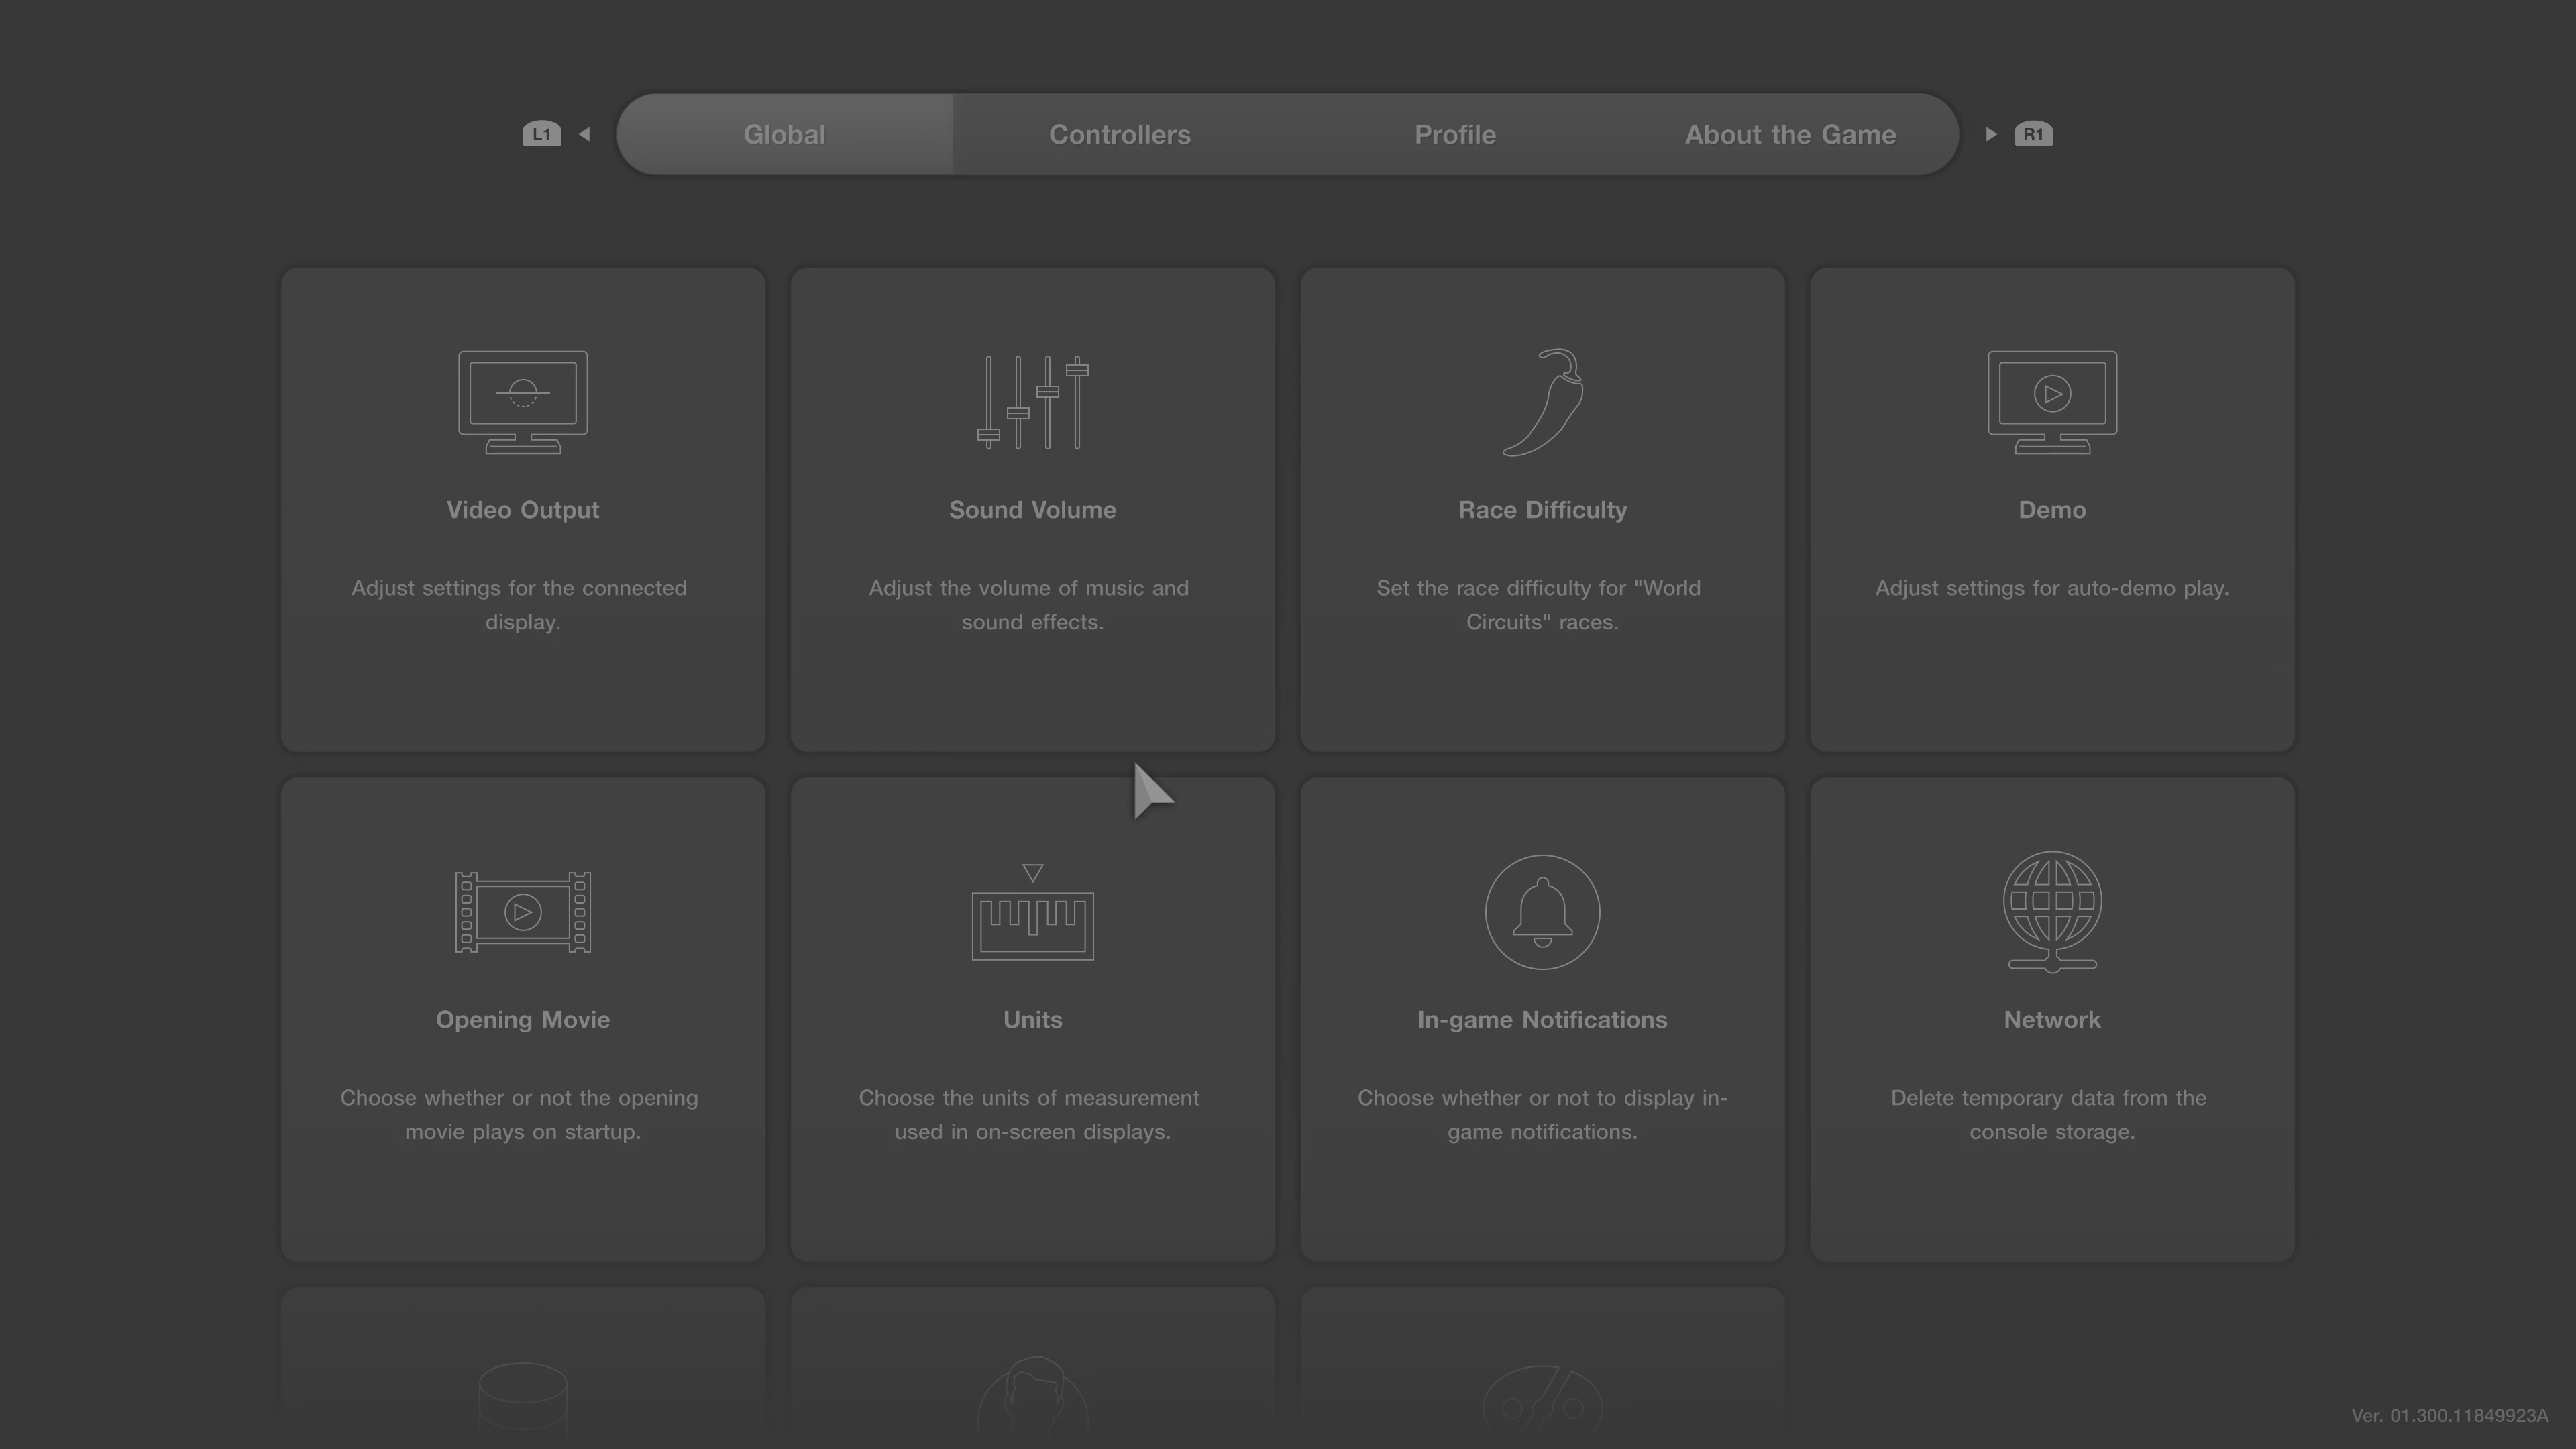 L1
Global
Controllers
Profile
About the Game
R1
Video Output
Adjust settings for the connected
display.
Sound Volume
Adjust the volume of music and
sound effects.
Race Difficulty
Set the race difficulty for "World
Circuits" races.
Demo
Adjust settings for auto-demo play.
Opening Movie
Choose whether or not the opening
movie plays on startup.
Units
Choose the units of measurement
used in on-screen displays.
In-game Notifications
Choose whether or not to display in-
game notifications.
Network
Delete temporary data from the
console storage.
Ver. 01.300.11849923A